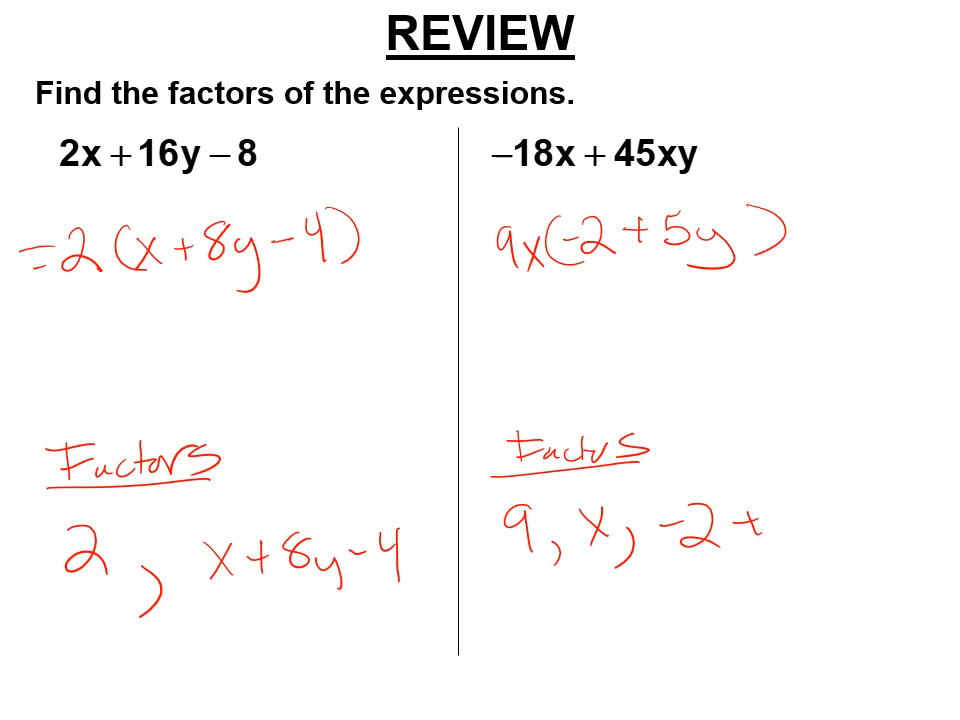 REVIEW
Find the factors of the expressions.
2x + 16y − 8
= 2 (x + 8y − 4)
Factors
2, x + 8y − 4
−18x + 45xy
9x(−2 + 5y)
Factors
9, x, −2 +